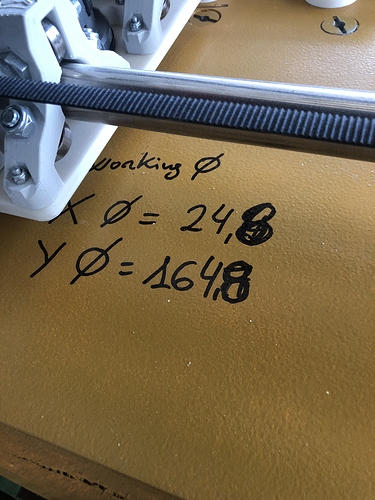 working Ø
X Ø = 24,8
Y Ø = 164,8